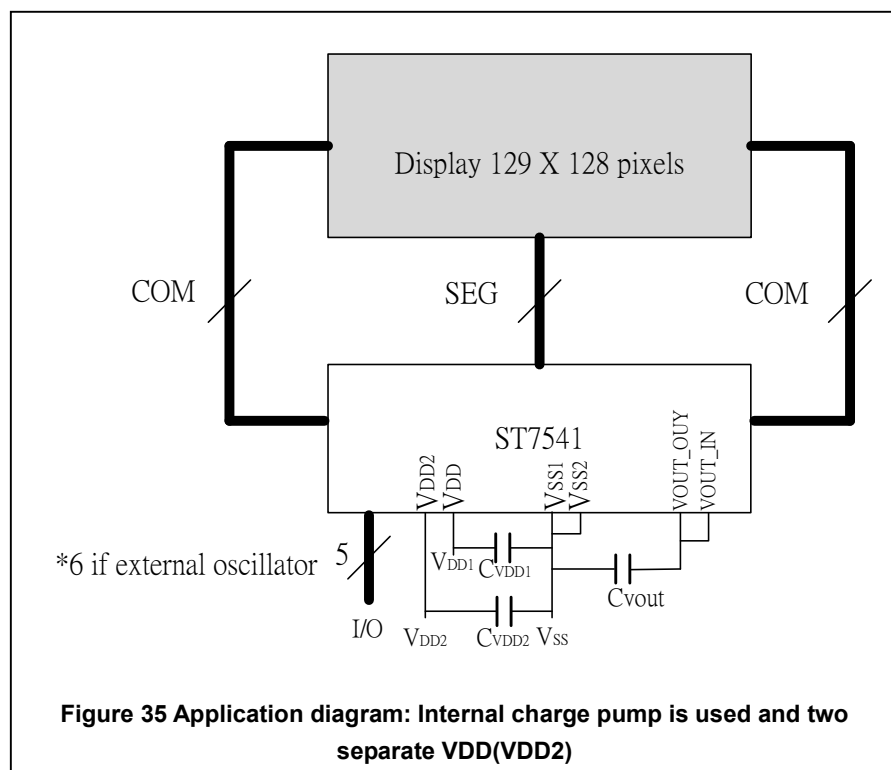 Display 129 X 128 pixels
COM
SEG
COM
ST7541
VDD2
VDD
VSS1
VSS2
VOUT_OUY
VOUT_IN
*6 if external oscillator
5
I/O
VDD1
CVDD1
VDD2
CVDD2
VSS
Cvout
Figure 35 Application diagram: Internal charge pump is used and two
separate VDD(VDD2)